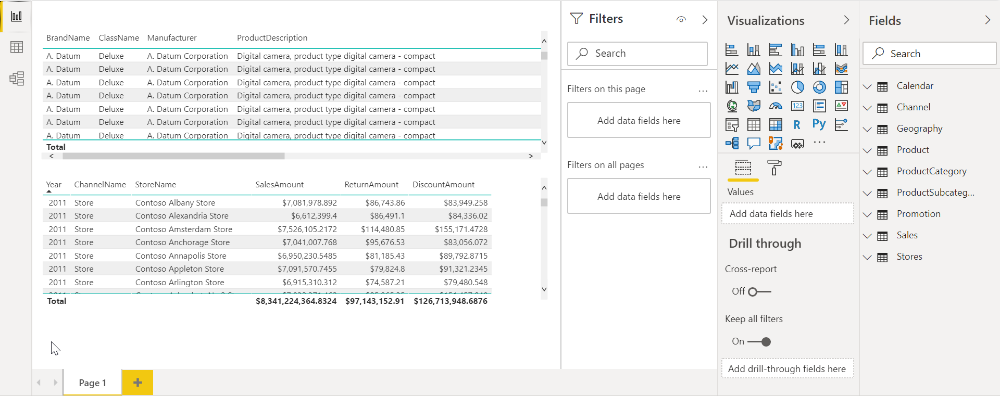 BrandName ClassName Manufacturer ProductDescription
A. Datum Deluxe A. Datum Corporation Digital camera, product type digital camera - compact
A. Datum Deluxe A. Datum Corporation Digital camera, product type digital camera - compact
A. Datum Deluxe A. Datum Corporation Digital camera, product type digital camera - compact
A. Datum Deluxe A. Datum Corporation Digital camera, product type digital camera - compact
A. Datum Deluxe A. Datum Corporation Digital camera, product type digital camera - compact
A. Datum Deluxe A. Datum Corporation Digital camera, product type digital camera - compact
A. Datum Deluxe A. Datum Corporation Digital camera, product type digital camera - compact
Total
Year ChannelName StoreName SalesAmount ReturnAmount DiscountAmount
2011 Store Contoso Albany Store $7,081,978.892 $86,743.86 $83,949.258
2011 Store Contoso Alexandria Store $6,612,399.4 $86,491.1 $84,336.02
2011 Store Contoso Amsterdam Store $7,526,105.2172 $114,480.85 $155,171.4728
2011 Store Contoso Anchorage Store $7,041,007.768 $95,676.53 $83,056.072
2011 Store Contoso Annapolis Store $6,950,230.5485 $81,185.43 $89,792.8715
2011 Store Contoso Appleton Store $7,091,570.7455 $79,824.8 $91,321.2345
2011 Store Contoso Arlington Store $6,915,310.312 $74,587.21 $79,480.548
Total $8,341,224,364.8324 $97,143,152.91 $126,713,948.6876
Page 1
Filters
Search
Filters on this page ...
Add data fields here
Filters on all pages ...
Add data fields here
Visualizations
123
R Py
...
Values
Add data fields here
Drill through
Cross-report
Off
Keep all filters
On
Add drill-through fields here
Fields
Search
Calendar
Channel
Geography
Product
ProductCategory
ProductSubcateg...
Promotion
Sales
Stores